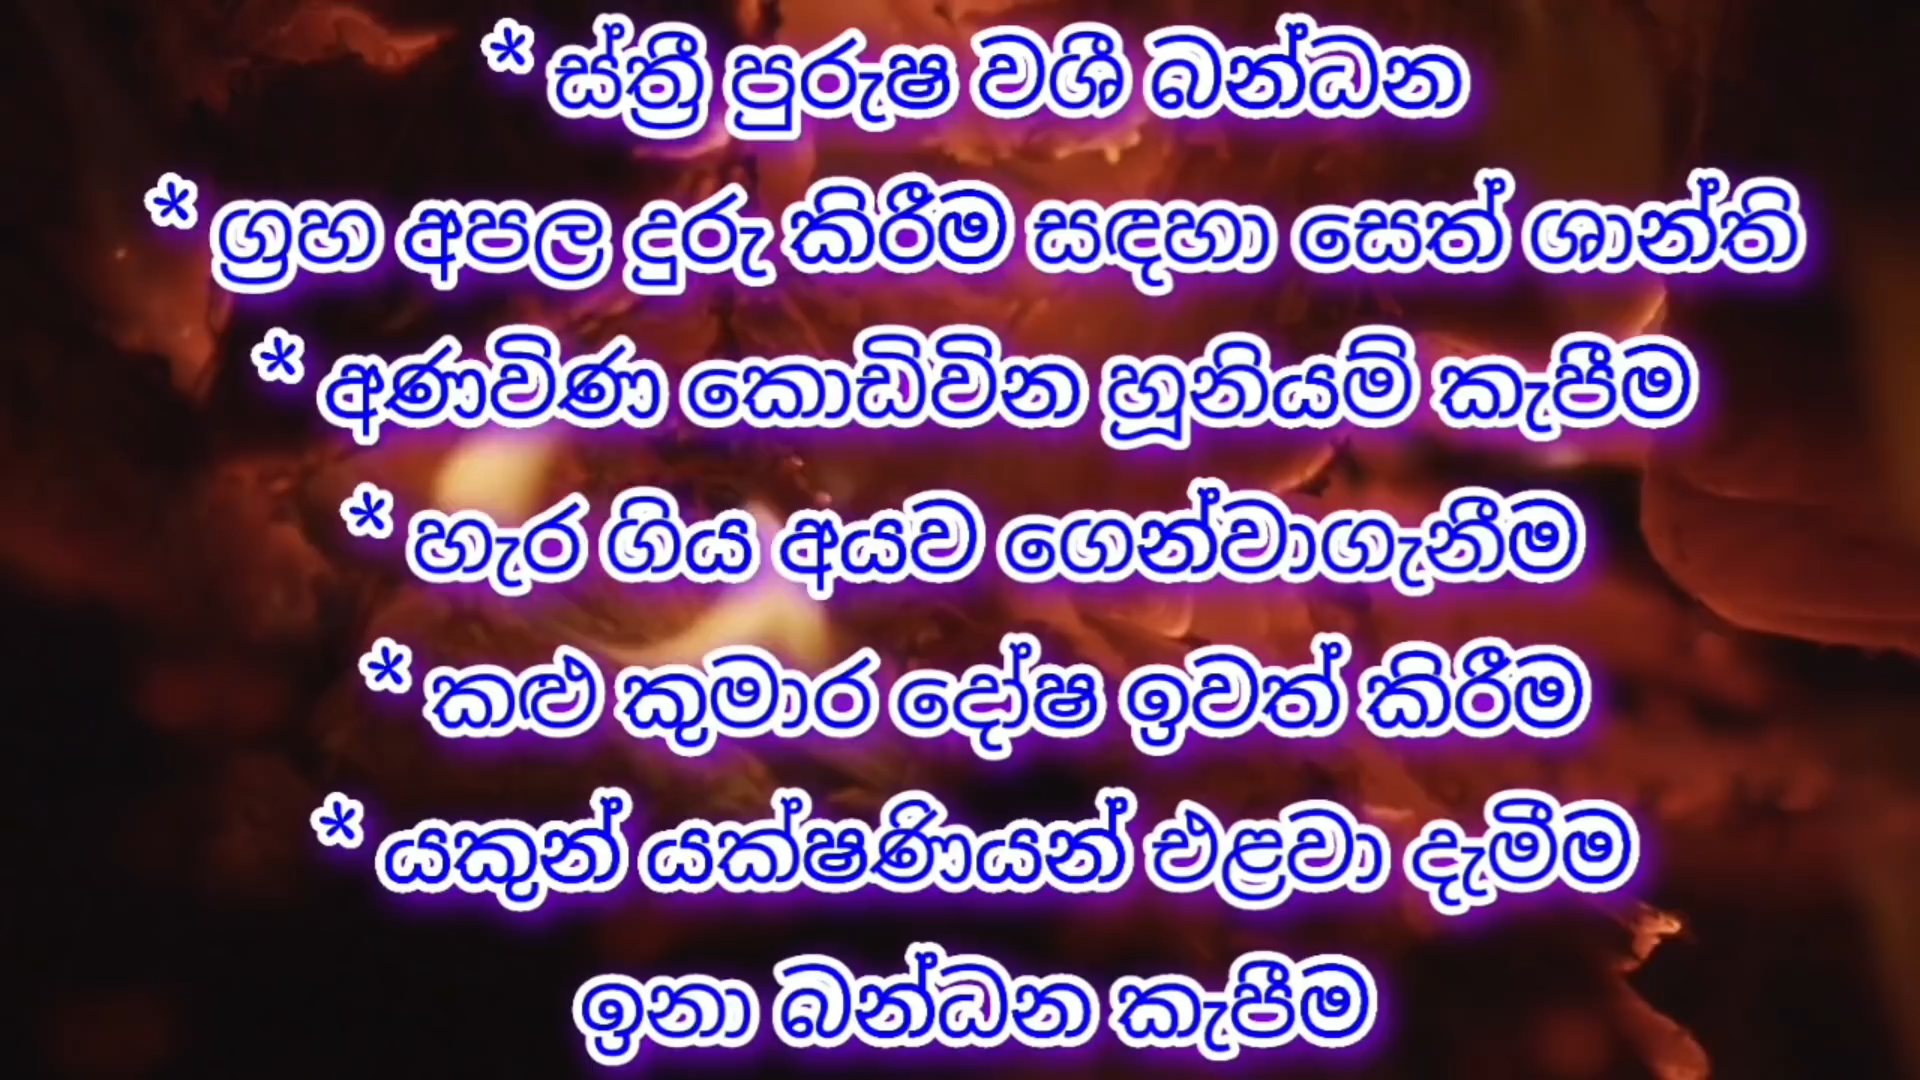 * ස්ත්‍රී පුරුෂ වශී බන්ධන
* ග්‍රහ අපල දුරු කිරීම සඳහා සෙත් ශාන්ති
* අණවිණ කොඩිවින හූනියම් කැපීම
* හැර ගිය අයව ගෙන්වාගැනීම
* කළු කුමාර දෝෂ ඉවත් කිරීම
* යකුන් යක්ෂණියන් එළවා දැමීම
ඉනා බන්ධන කැපීම